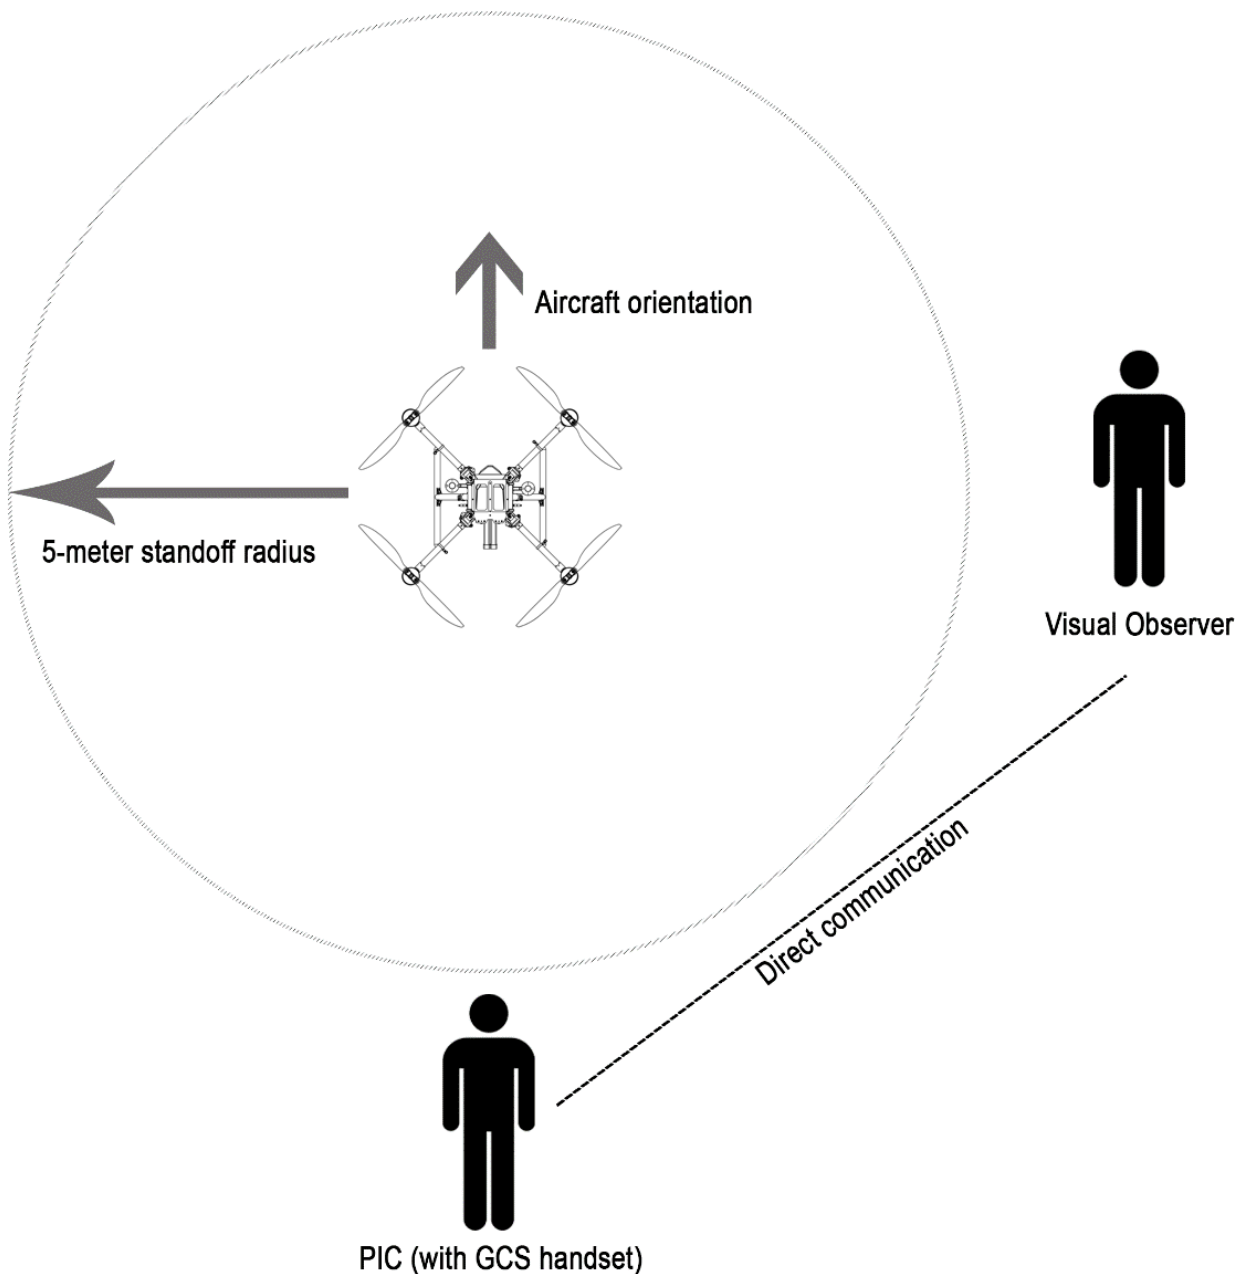 Aircraft orientation
5-meter standoff radius
Visual Observer
Direct communication
PIC (with GCS handset)